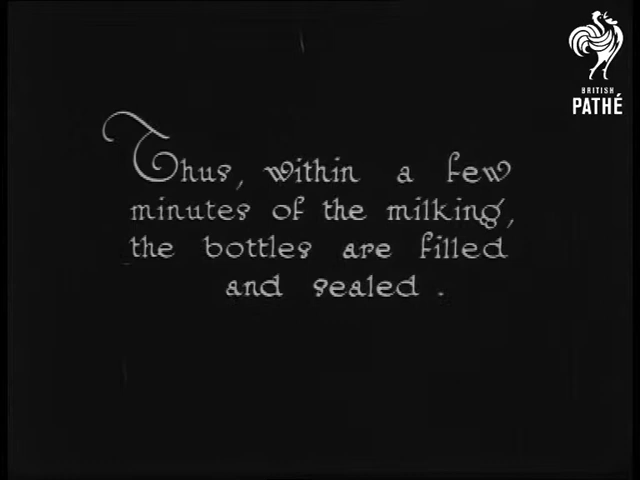 BRITISH
PATHÉ
Thus, within a few
minutes of the milking,
the bottles are filled
and sealed .